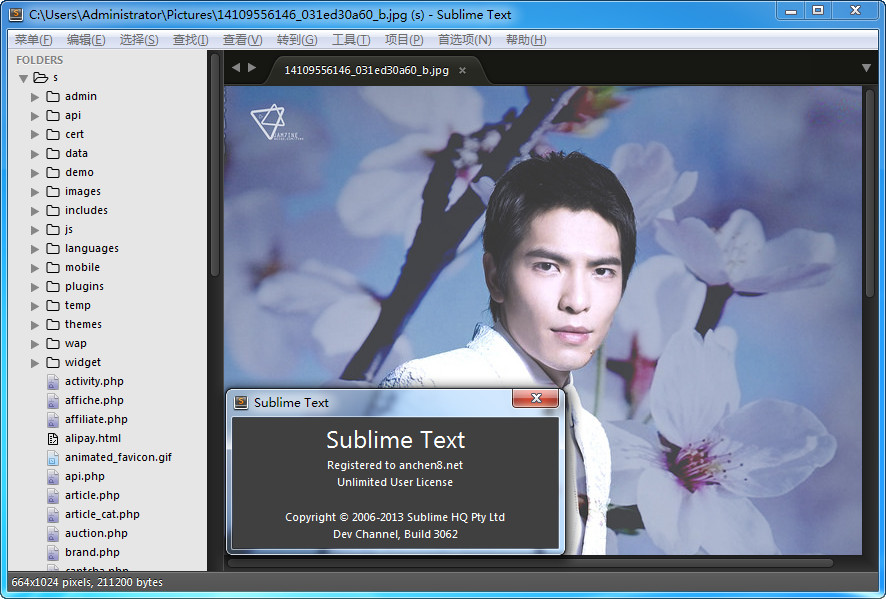 C:\Users\Administrator\Pictures\14109556146_031ed30a60_b.jpg (s) - Sublime Text
菜单(F) 编辑(E) 选择(S) 查找(I) 查看(V) 转到(G) 工具(T) 项目(P) 首选项(N) 帮助(H)
FOLDERS
14109556146_031ed30a60_b.jpg
s
admin
api
cert
data
demo
images
includes
js
languages
mobile
plugins
temp
themes
wap
widget
activity.php
affiche.php
affiliate.php
alipay.html
animated_favicon.gif
api.php
article.php
article_cat.php
auction.php
brand.php
captcha.php
Sublime Text
Sublime Text
Registered to anchen8.net
Unlimited User License
Copyright © 2006-2013 Sublime HQ Pty Ltd
Dev Channel, Build 3062
664x1024 pixels, 211200 bytes